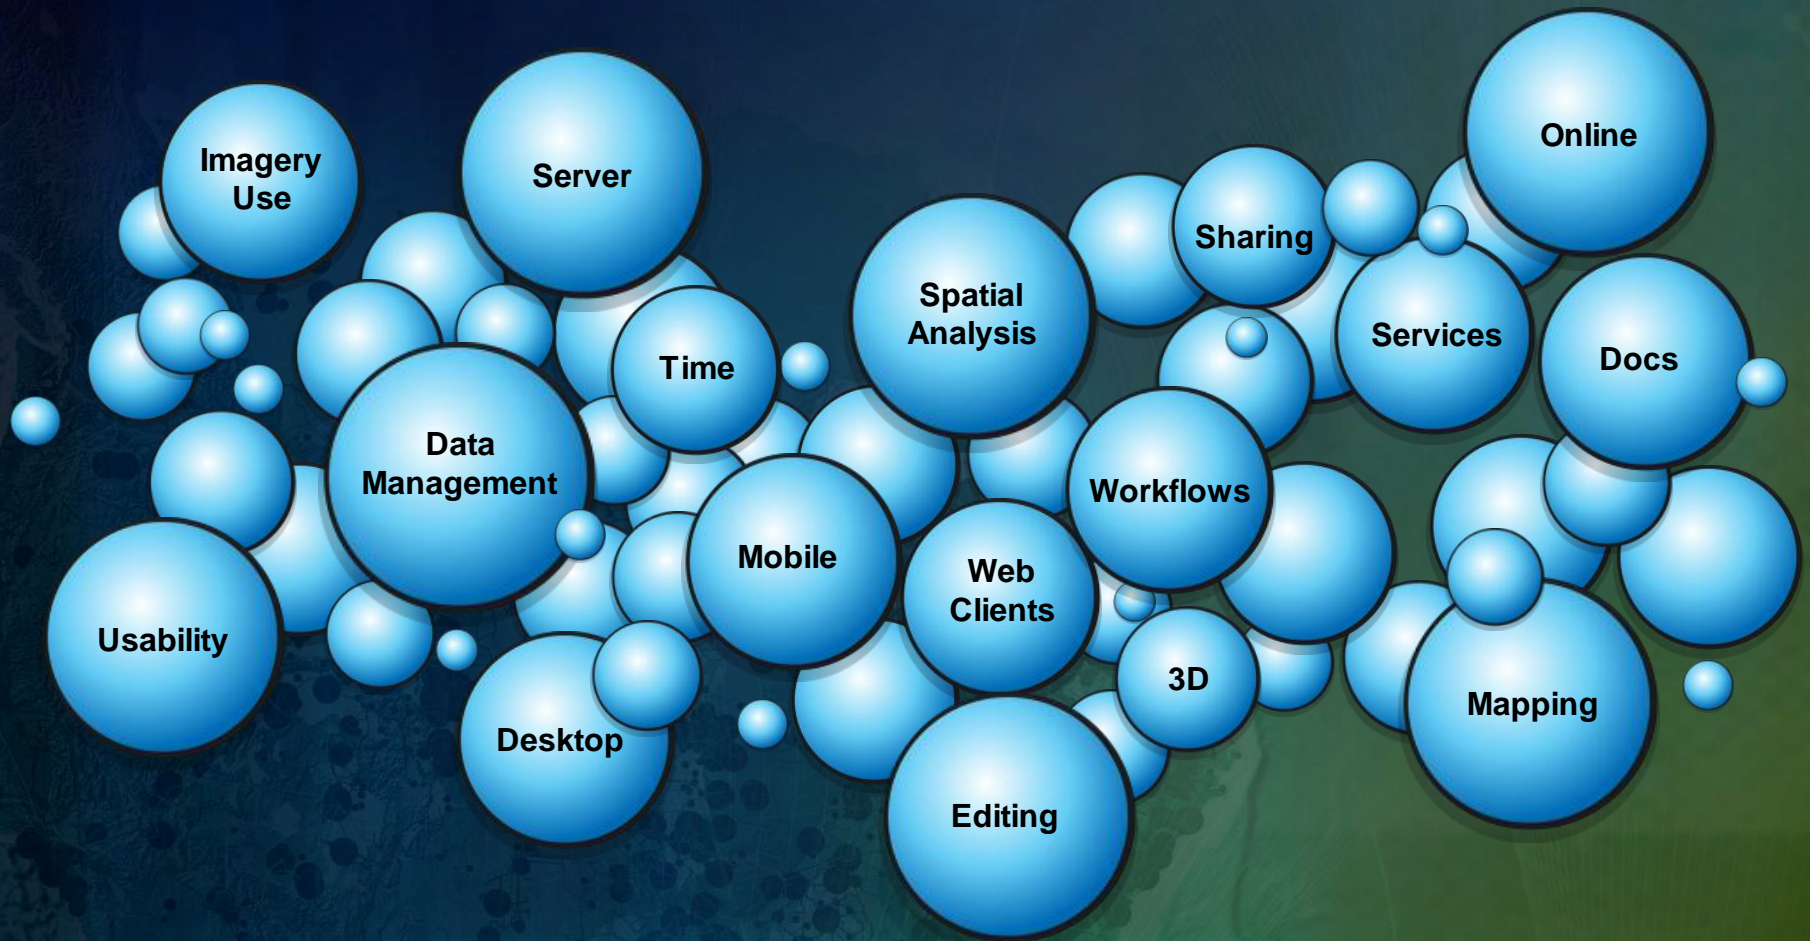 Online
Imagery
Use
Server
Sharing
Spatial
Analysis
Services
Docs
Time
Data
Management
Workflows
Mobile
Web
Clients
Usability
3D
Mapping
Desktop
Editing